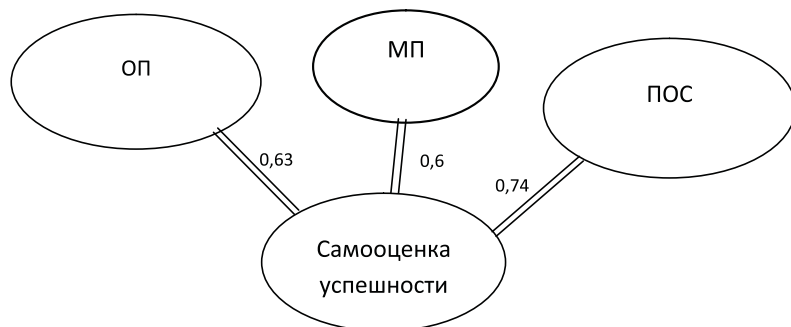 ОП
МП
ПОС
0,63
0,6
0,74
Самооценка
успешности